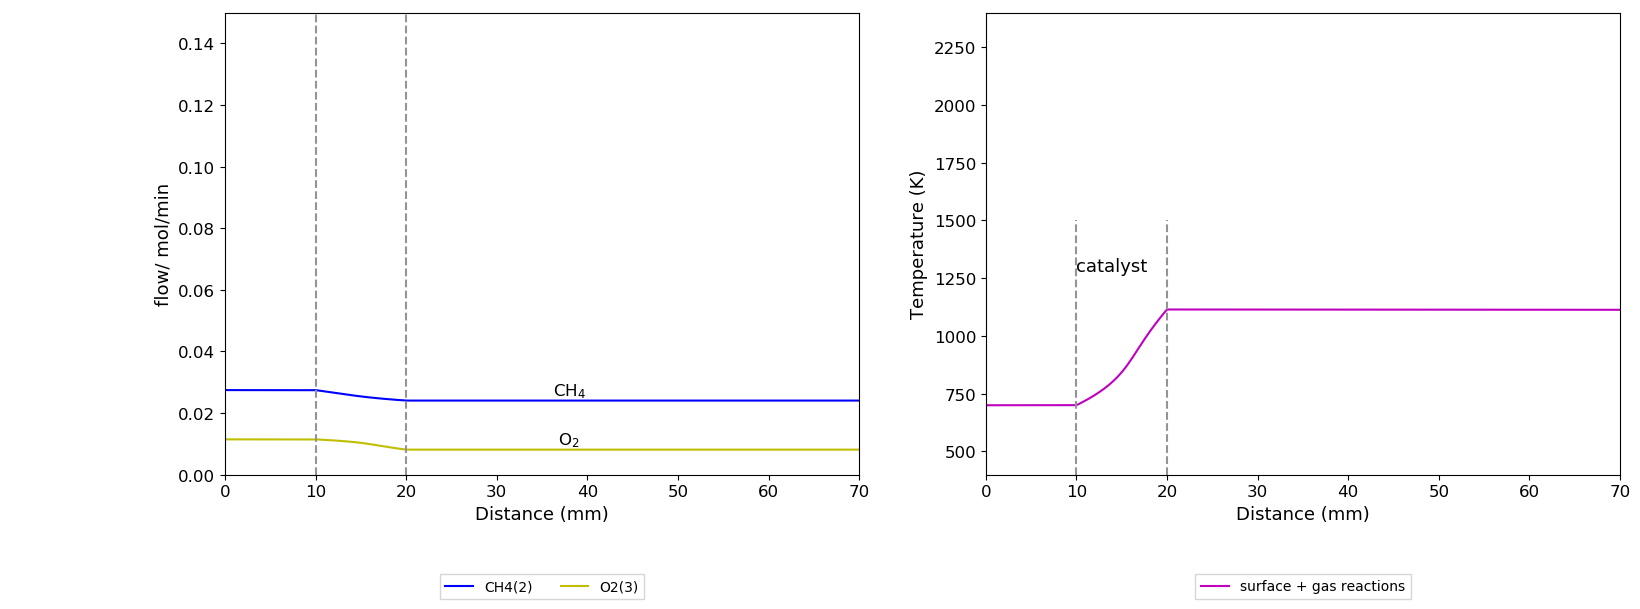 0.14
0.12
0.10
0.08
0.06
0.04
0.02
0.00
flow/ mol/min
CH₄
O₂
0 10 20 30 40 50 60 70
Distance (mm)
CH4(2) O2(3)
2250
2000
1750
1500
1250
1000
750
500
Temperature (K)
catalyst
0 10 20 30 40 50 60 70
Distance (mm)
surface + gas reactions